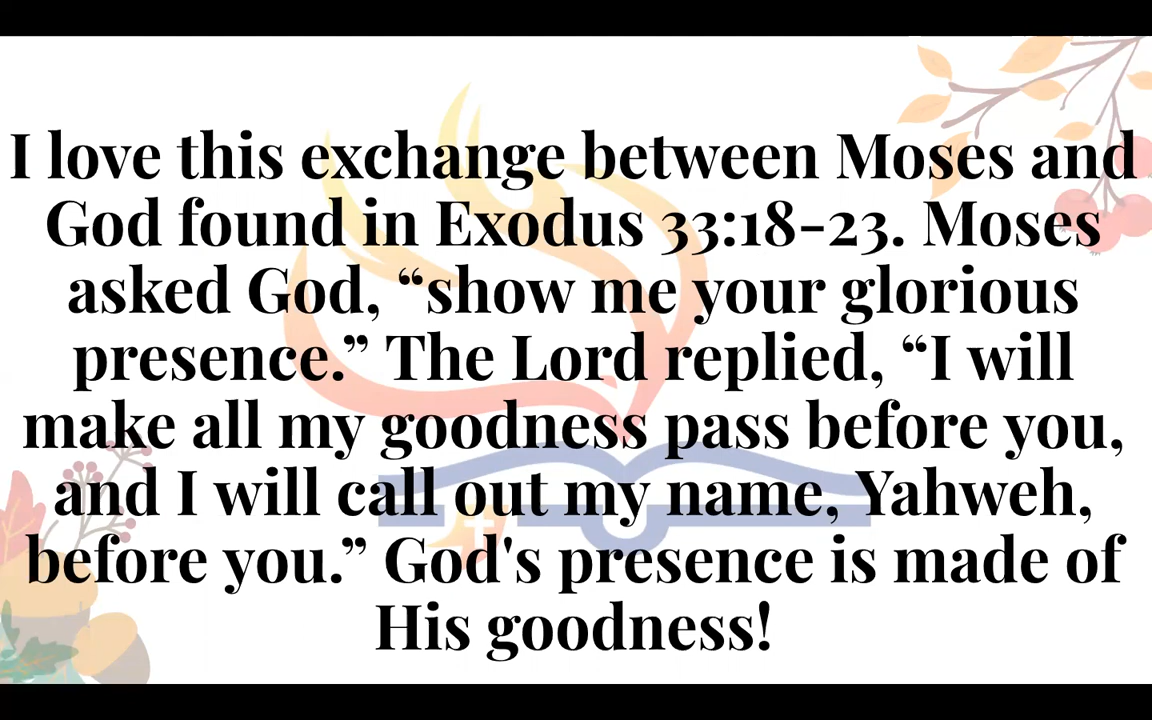 I love this exchange between Moses and
God found in Exodus 33:18-23. Moses
asked God, “show me your glorious
presence.” The Lord replied, “I will
make all my goodness pass before you,
and I will call out my name, Yahweh,
before you.” God's presence is made of
His goodness!